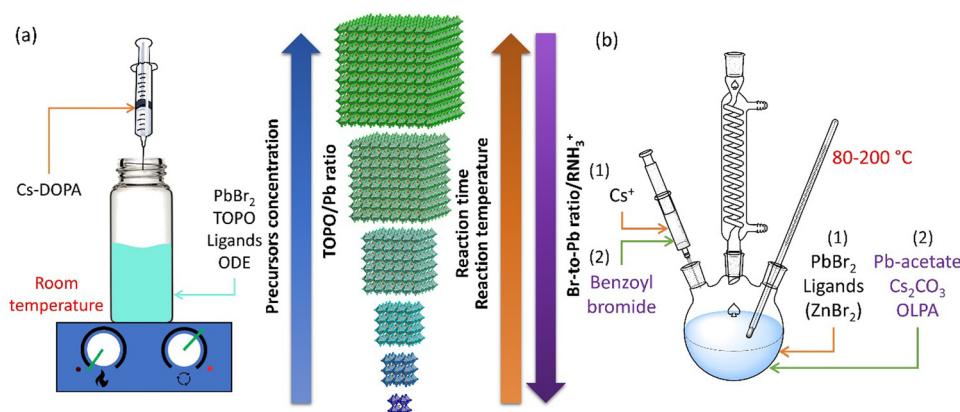 (a)
Cs-DOPA
PbBr₂
TOPO
Ligands
ODE
Room
temperature
Precursors concentration
TOPO/Pb ratio
Reaction time
Reaction temperature
Br-to-Pb ratio/RNH₃⁺
(b)
(1)
Cs⁺
(2)
Benzoyl
bromide
80-200 °C
(1)
PbBr₂
Ligands
(ZnBr₂)
(2)
Pb-acetate
Cs₂CO₃
OLPA